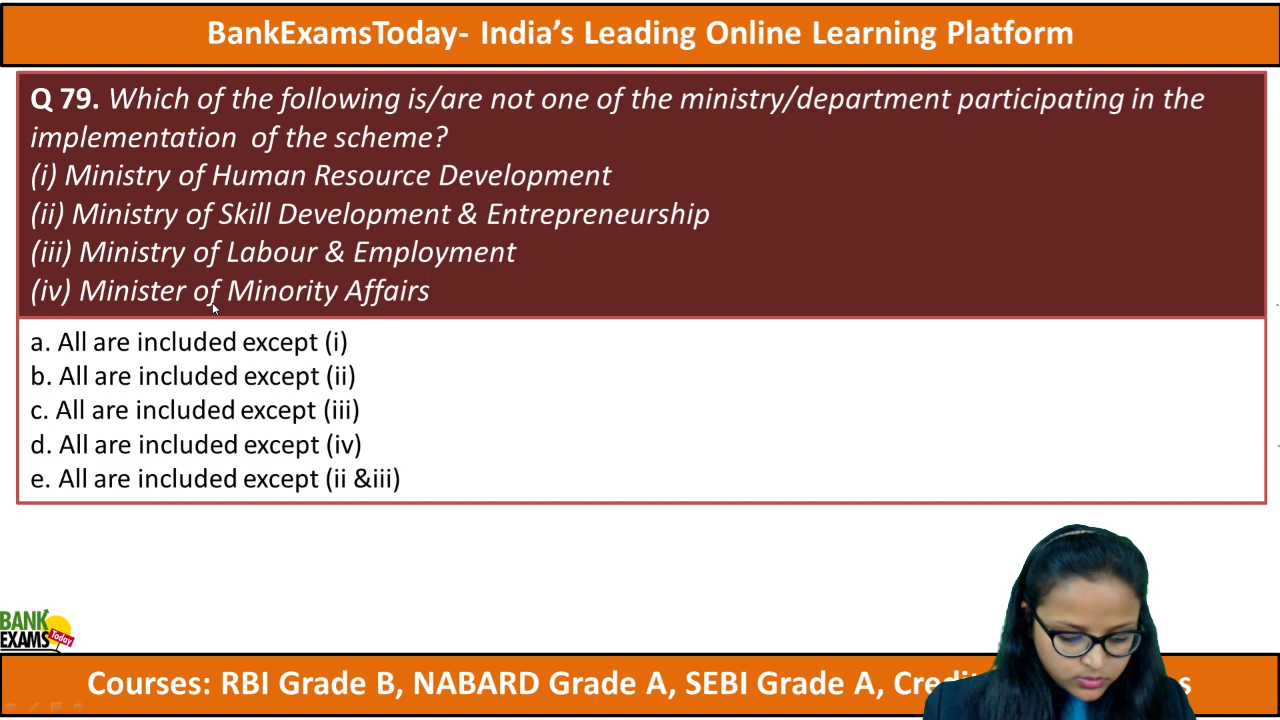 BankExamsToday- India's Leading Online Learning Platform
Q 79. Which of the following is/are not one of the ministry/department participating in the
implementation of the scheme?
(i) Ministry of Human Resource Development
(ii) Ministry of Skill Development & Entrepreneurship
(iii) Ministry of Labour & Employment
(iv) Minister of Minority Affairs
a. All are included except (i)
b. All are included except (ii)
c. All are included except (iii)
d. All are included except (iv)
e. All are included except (ii &iii)
BANK
EXAMS Today
Courses: RBI Grade B, NABARD Grade A, SEBI Grade A,